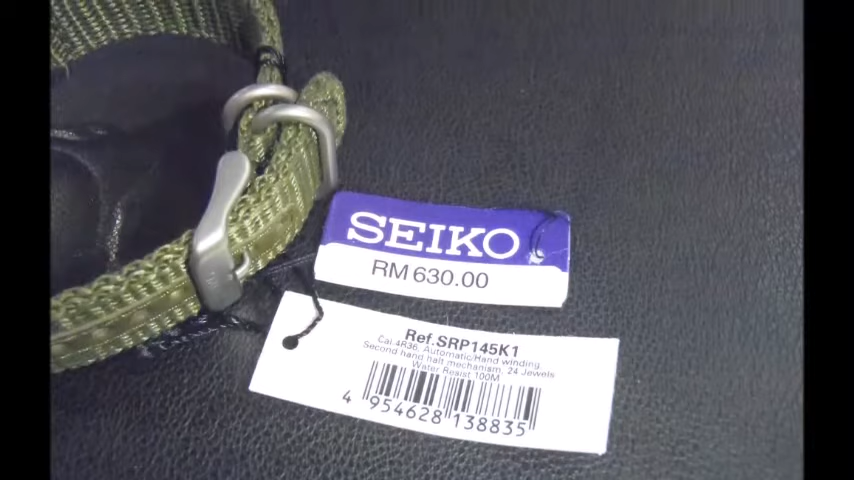 SEIKO
RM 630.00
Ref.SRP145K1
Cal.4R36. Automatic/Hand winding.
Second hand halt mechanism. 24 Jewels
Water Resist 100M
4 954628 138835